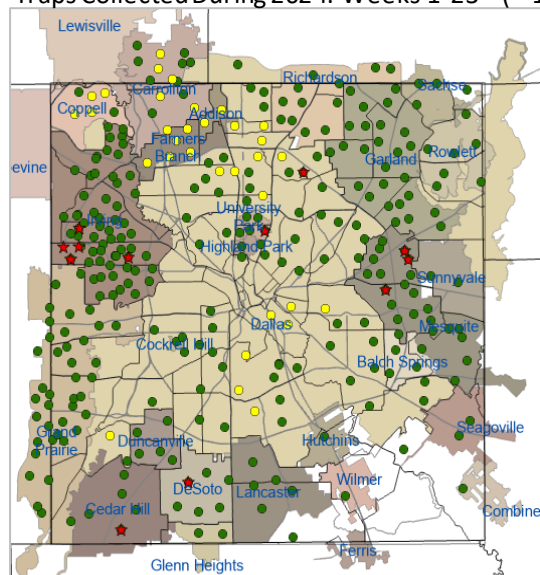 Traps Collected During 2024: Weeks 1-23
Lewisville
Richardson
Carrollton
Sachse
Coppell
Addison
Farmers
Branch
Garland
Rowlett
evine
University
Park
Irving
Highland Park
Sunnyvale
Dallas
Mesquite
Cockrell Hill
Balch Springs
Grand
Prairie
Duncanville
Hutchins
Seagoville
DeSoto
Lancaster
Wilmer
Cedar Hill
Combine
Ferris
Glenn Heights